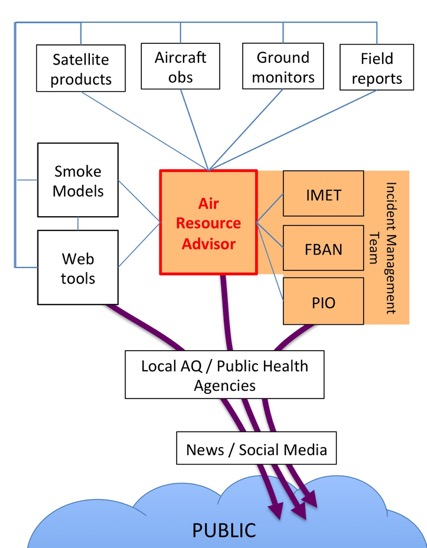 Satellite
products
Aircraft
obs
Ground
monitors
Field
reports
Smoke
Models
Web
tools
Air
Resource
Advisor
IMET
FBAN
PIO
Incident Management
Team
Local AQ / Public Health
Agencies
News / Social Media
PUBLIC